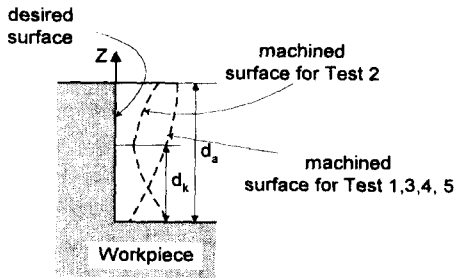 desired
surface
Z
machined
surface for Test 2
d_a
d_k
machined
surface for Test 1,3,4, 5
Workpiece